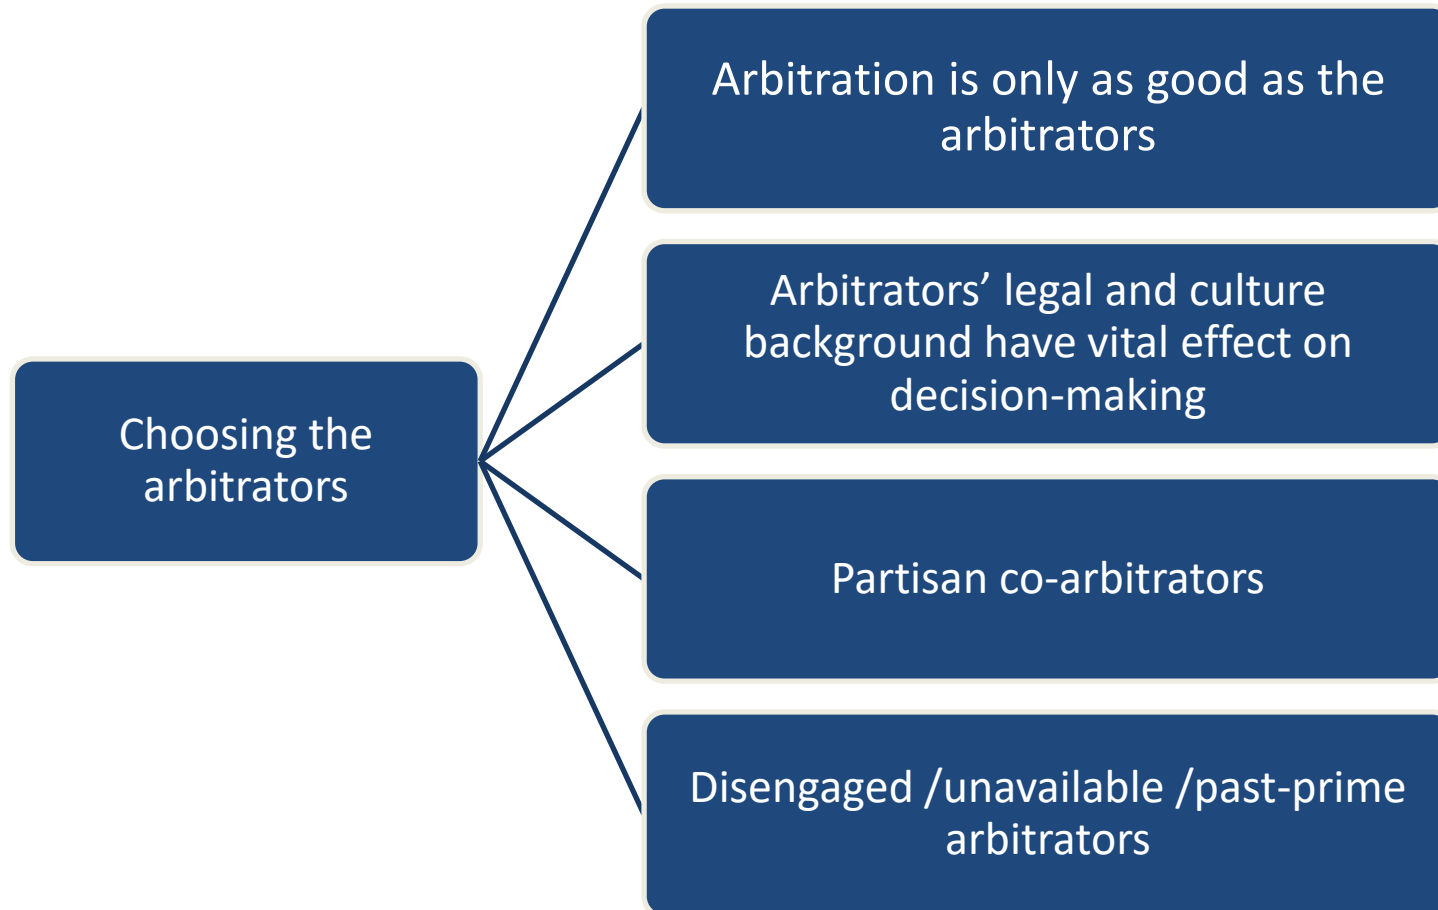 Choosing the
arbitrators
Arbitration is only as good as the
arbitrators
Arbitrators’ legal and culture
background have vital effect on
decision-making
Partisan co-arbitrators
Disengaged /unavailable /past-prime
arbitrators